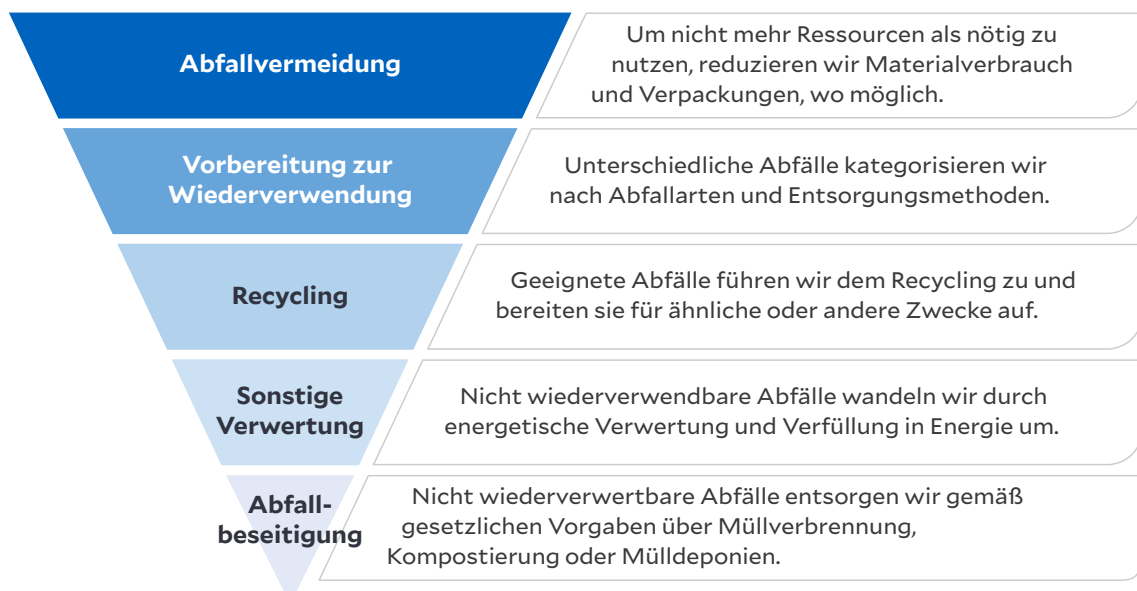 Abfallvermeidung
Um nicht mehr Ressourcen als nötig zu
nutzen, reduzieren wir Materialverbrauch
und Verpackungen, wo möglich.
Vorbereitung zur
Wiederverwendung
Unterschiedliche Abfälle kategorisieren wir
nach Abfallarten und Entsorgungsmethoden.
Recycling
Geeignete Abfälle führen wir dem Recycling zu und
bereiten sie für ähnliche oder andere Zwecke auf.
Sonstige
Verwertung
Nicht wiederverwendbare Abfälle wandeln wir durch
energetische Verwertung und Verfüllung in Energie um.
Abfall-
beseitigung
Nicht wiederverwertbare Abfälle entsorgen wir gemäß
gesetzlichen Vorgaben über Müllverbrennung,
Kompostierung oder Mülldeponien.